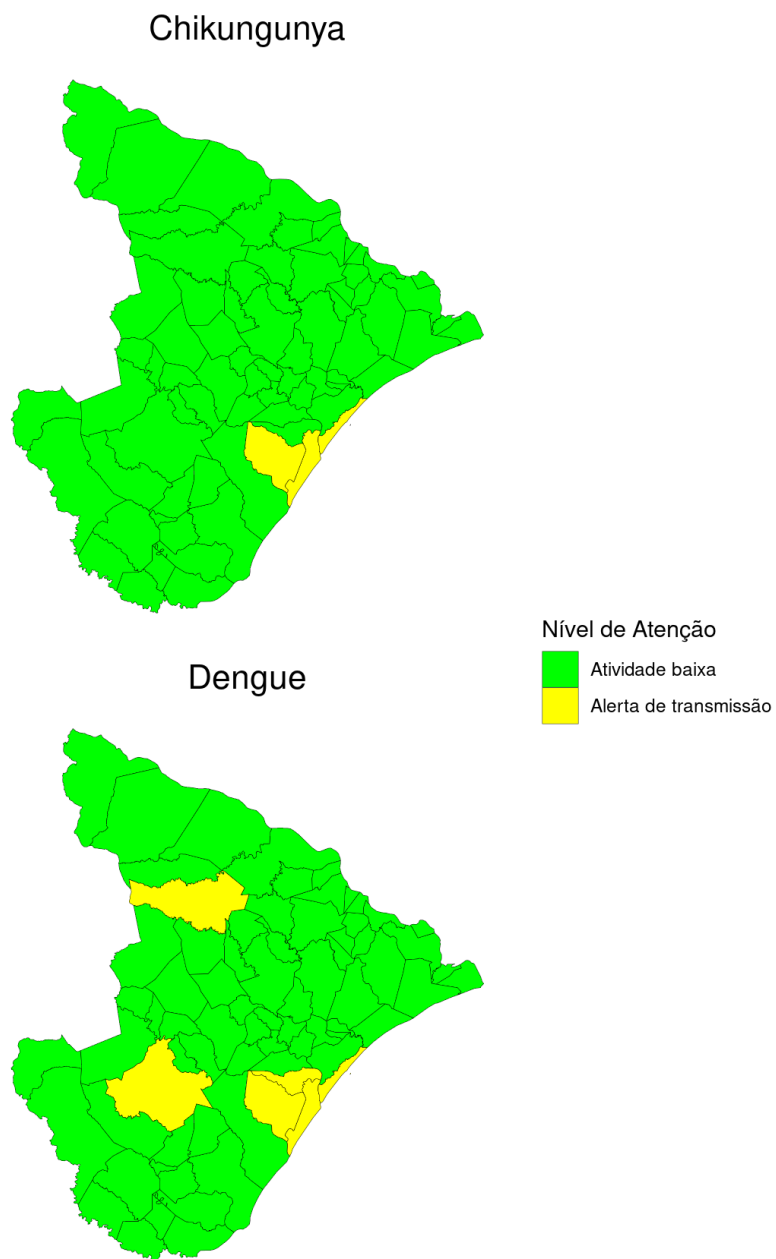 Chikungunya
Nível de Atenção
Atividade baixa
Alerta de transmissão
Dengue